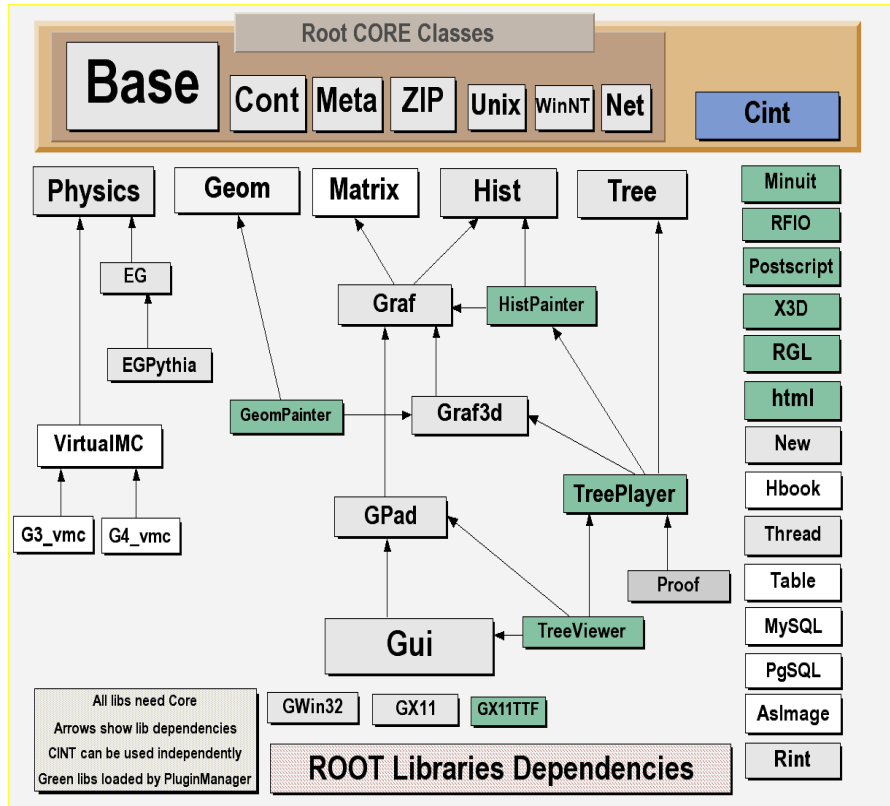 Root CORE Classes
Base
Cont
Meta
ZIP
Unix
WinNT
Net
Cint
Physics
Geom
Matrix
Hist
Tree
Minuit
RFIO
Postscript
X3D
RGL
html
New
Hbook
Thread
Table
MySQL
PgSQL
AsImage
Rint
EG
EGPythia
Graf
HistPainter
GeomPainter
Graf3d
VirtualMC
TreePlayer
GPad
G3_vmc
G4_vmc
Proof
Gui
TreeViewer
All libs need Core
Arrows show lib dependencies
CINT can be used independently
Green libs loaded by PluginManager
GWin32
GX11
GX11TTF
ROOT Libraries Dependencies